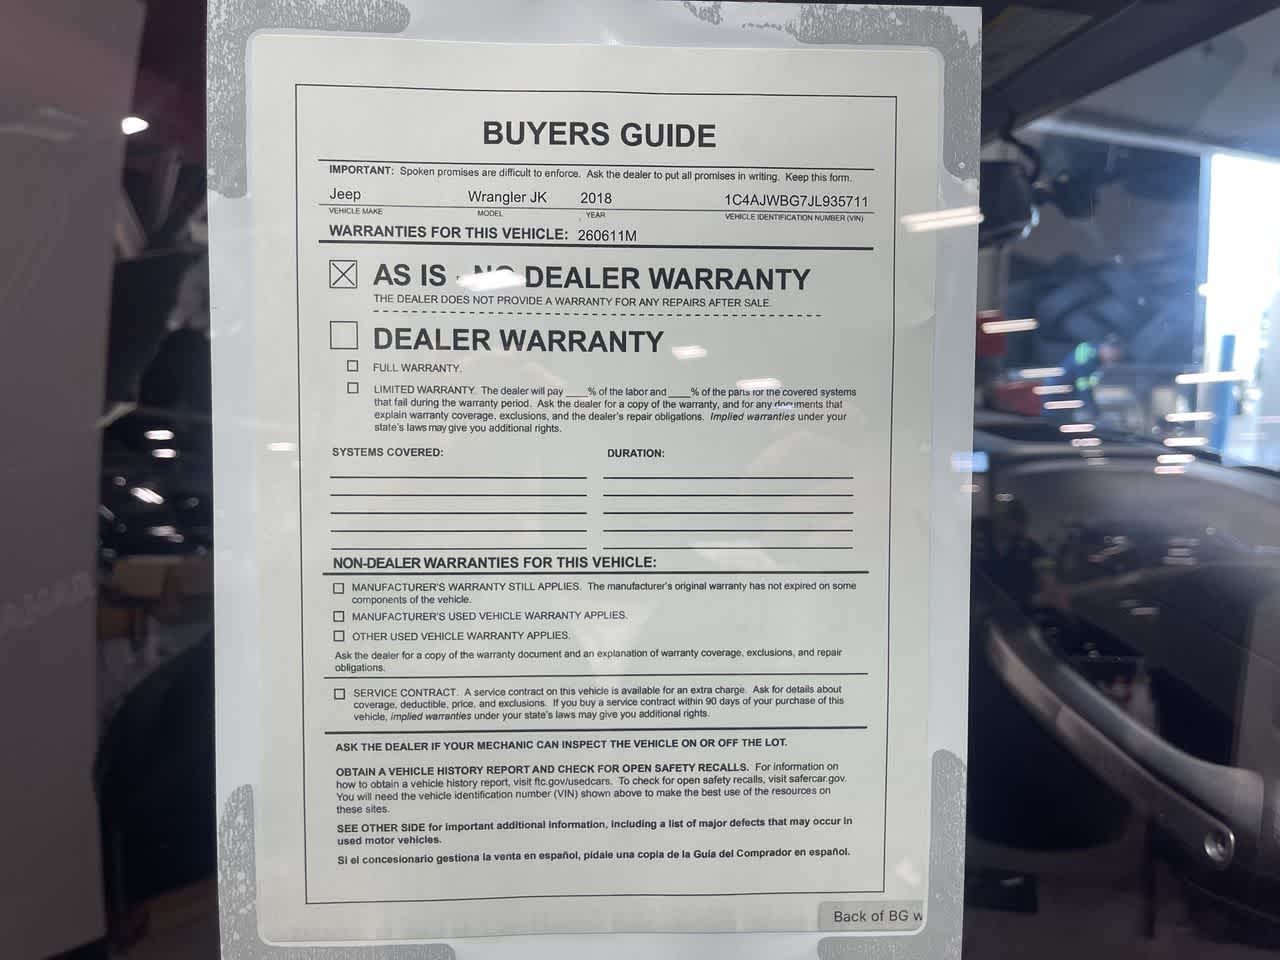 BUYERS GUIDE
IMPORTANT: Spoken promises are difficult to enforce. Ask the dealer to put all promises in writing. Keep this form.
Jeep Wrangler JK 2018 1C4AJWBG7JL935711
VEHICLE MAKE MODEL YEAR VEHICLE IDENTIFICATION NUMBER (VIN)
WARRANTIES FOR THIS VEHICLE: 260611M
AS IS - NO DEALER WARRANTY
THE DEALER DOES NOT PROVIDE A WARRANTY FOR ANY REPAIRS AFTER SALE.
DEALER WARRANTY
FULL WARRANTY.
LIMITED WARRANTY. The dealer will pay ____% of the labor and ____% of the parts for the covered systems
that fail during the warranty period. Ask the dealer for a copy of the warranty, and for any documents that
explain warranty coverage, exclusions, and the dealer's repair obligations. Implied warranties under your
state's laws may give you additional rights.
SYSTEMS COVERED: DURATION:
NON-DEALER WARRANTIES FOR THIS VEHICLE:
MANUFACTURER'S WARRANTY STILL APPLIES. The manufacturer's original warranty has not expired on some
components of the vehicle.
MANUFACTURER'S USED VEHICLE WARRANTY APPLIES.
OTHER USED VEHICLE WARRANTY APPLIES.
Ask the dealer for a copy of the warranty document and an explanation of warranty coverage, exclusions, and repair
obligations.
SERVICE CONTRACT. A service contract on this vehicle is available for an extra charge. Ask for details about
coverage, deductible, price, and exclusions. If you buy a service contract within 90 days of your purchase of this
vehicle, implied warranties under your state's laws may give you additional rights.
ASK THE DEALER IF YOUR MECHANIC CAN INSPECT THE VEHICLE ON OR OFF THE LOT.
OBTAIN A VEHICLE HISTORY REPORT AND CHECK FOR OPEN SAFETY RECALLS. For information on
how to obtain a vehicle history report, visit ftc.gov/usedcars. To check for open safety recalls, visit safercar.gov.
You will need the vehicle identification number (VIN) shown above to make the best use of the resources on
these sites.
SEE OTHER SIDE for important additional information, including a list of major defects that may occur in
used motor vehicles.
Si el concesionario gestiona la venta en español, pidale una copia de la Guía del Comprador en español.
Back of BG w